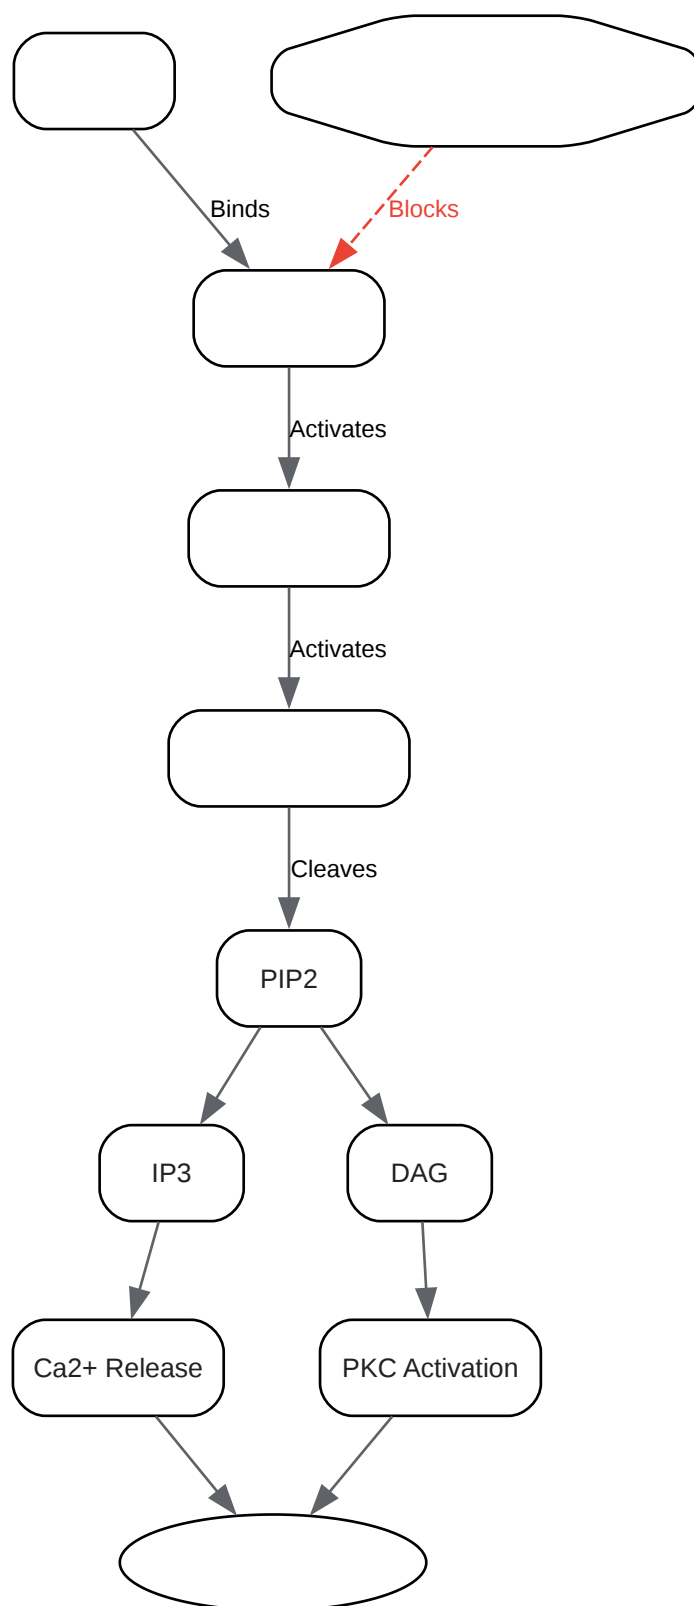 Binds
Blocks
Activates
Activates
Cleaves
PIP2
IP3
DAG
Ca2+ Release
PKC Activation